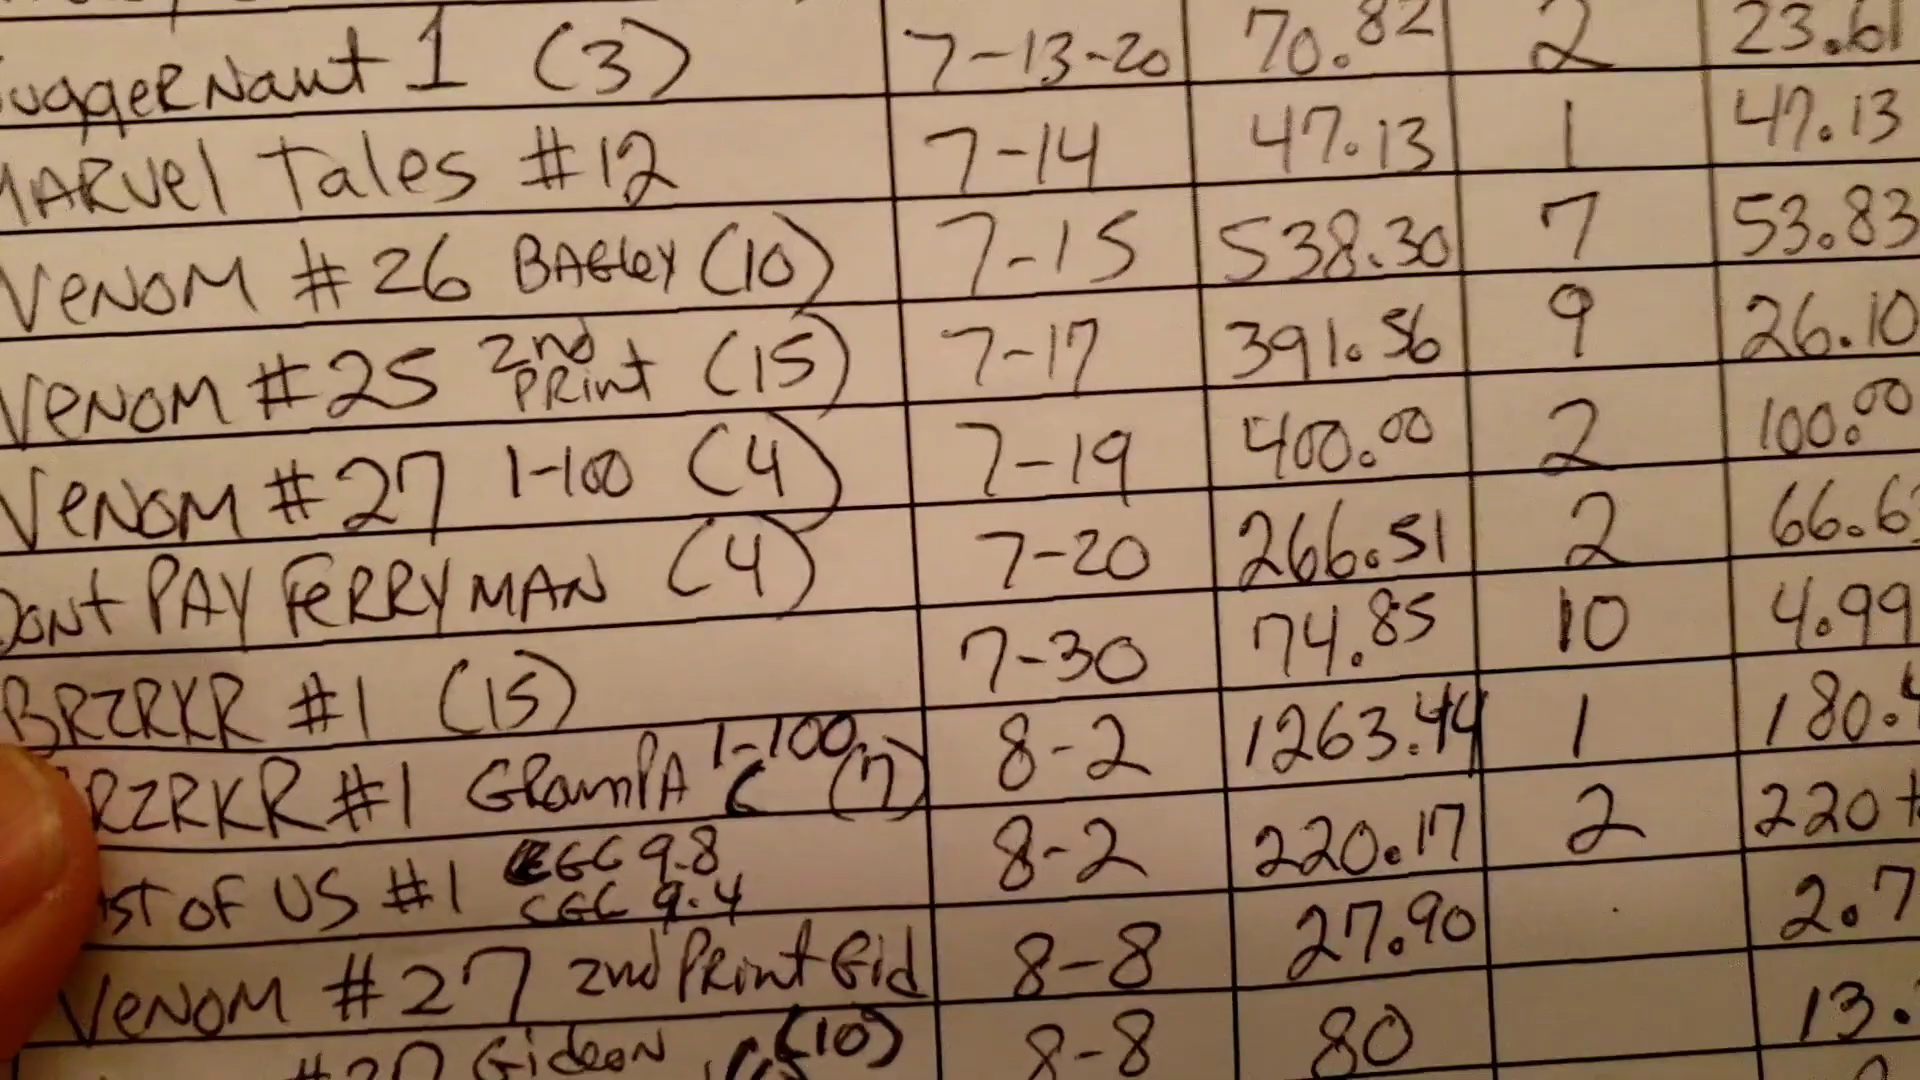 uggerNaut 1 (3) 7-13-20 70.82 2 23.61
MARVel Tales #12 7-14 47.13 1 47.13
VeNOM #26 BAGley (10) 7-15 538.30 7 53.83
VeNOM #25 2nd PRint (15) 7-17 391.56 9 26.10
VeNOM #27 1-100 (4) 7-19 400.00 2 100.00
Dont PAY FeRRYMAN (4) 7-20 266.51 2 66.6
BRZRKR #1 (15) 7-30 74.85 10 4.99
RZRKR #1 GRamPA 1-100 (7) 8-2 1263.44 1 180.4
st OF US #1 CGC 9.8 CGC 9.4 8-2 220.17 2 220
VeNOM #27 2nd PRint Gid 8-8 27.90 2.7
Gideon (10) 8-8 80 13.